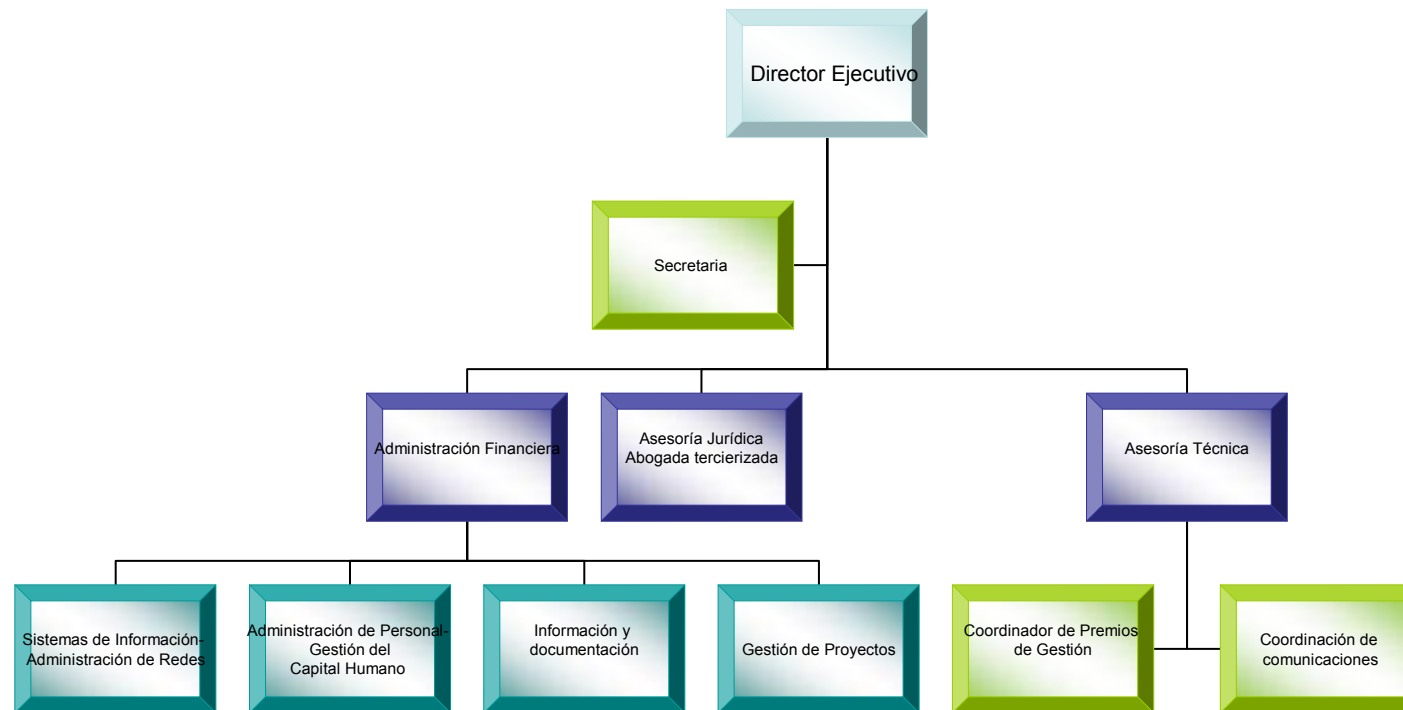 Director Ejecutivo
Secretaria
Administración Financiera
Asesoría Jurídica
Abogada tercierizada
Asesoría Técnica
Sistemas de Información-
Administración de Redes
Administración de Personal-
Gestión del
Capital Humano
Información y
documentación
Gestión de Proyectos
Coordinador de Premios
de Gestión
Coordinación de
comunicaciones